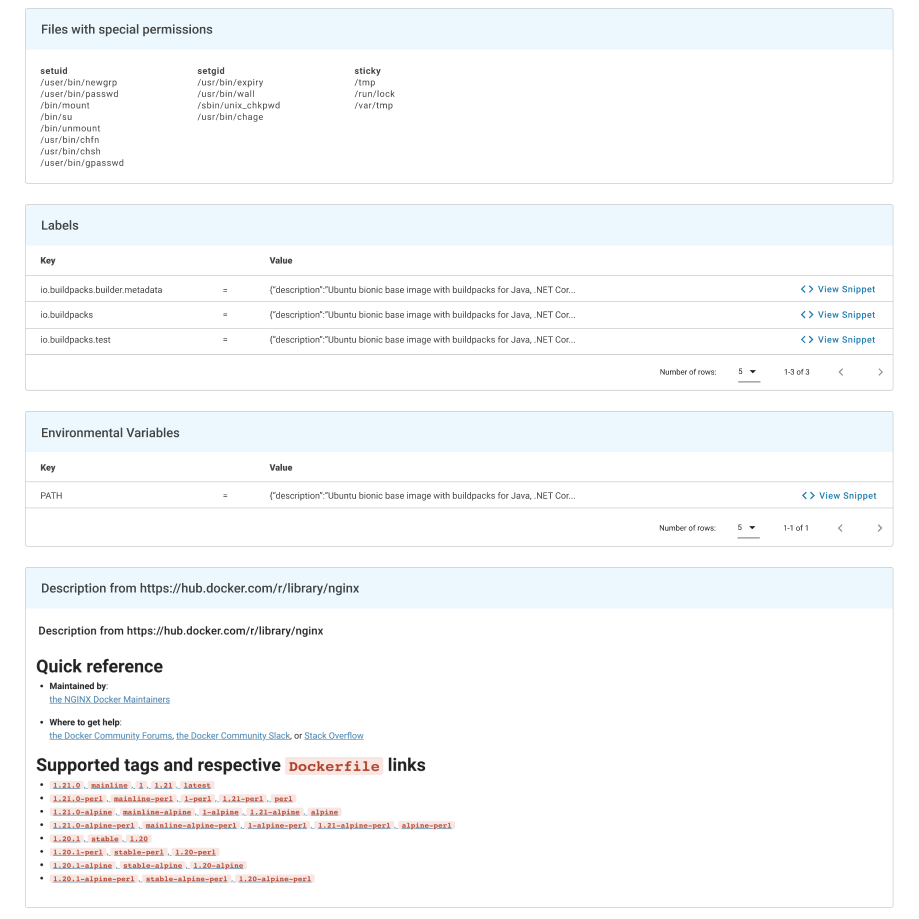 Files with special permissions
setuid
/user/bin/newgrp
/user/bin/passwd
/bin/mount
/bin/su
/bin/unmount
/usr/bin/chfn
/usr/bin/chsh
/user/bin/gpasswd
setgid
/usr/bin/expiry
/usr/bin/wall
/sbin/unix_chkpwd
/usr/bin/chage
sticky
/tmp
/run/lock
/var/tmp
Labels
Key Value
io.buildpacks.builder.metadata = {"description":"Ubuntu bionic base image with buildpacks for Java, .NET Cor... <> View Snippet
io.buildpacks = {"description":"Ubuntu bionic base image with buildpacks for Java, .NET Cor... <> View Snippet
io.buildpacks.test = {"description":"Ubuntu bionic base image with buildpacks for Java, .NET Cor... <> View Snippet
Number of rows: 5 1-3 of 3
Environmental Variables
Key Value
PATH = {"description":"Ubuntu bionic base image with buildpacks for Java, .NET Cor... <> View Snippet
Number of rows: 5 1-1 of 1
Description from https://hub.docker.com/r/library/nginx
Description from https://hub.docker.com/r/library/nginx
Quick reference
• Maintained by:
the NGINX Docker Maintainers
• Where to get help:
the Docker Community Forums, the Docker Community Slack, or Stack Overflow
Supported tags and respective Dockerfile links
• 1.21.0, mainline, 1, 1.21, latest
• 1.21.0-perl, mainline-perl, 1-perl, 1.21-perl, perl
• 1.21.0-alpine, mainline-alpine, 1-alpine, 1.21-alpine, alpine
• 1.21.0-alpine-perl, mainline-alpine-perl, 1-alpine-perl, 1.21-alpine-perl, alpine-perl
• 1.20.1, stable, 1.20
• 1.20.1-perl, stable-perl, 1.20-perl
• 1.20.1-alpine, stable-alpine, 1.20-alpine
• 1.20.1-alpine-perl, stable-alpine-perl, 1.20-alpine-perl